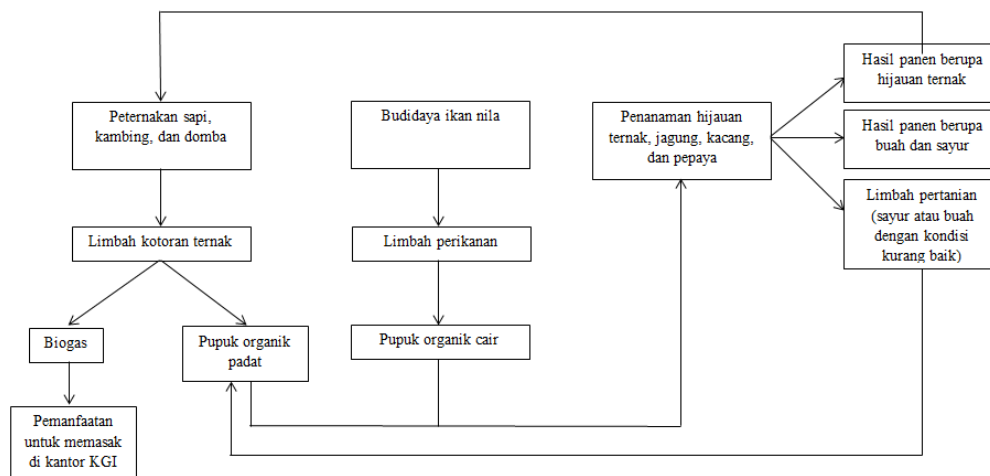 Peternakan sapi,
kambing, dan domba
Budidaya ikan nila
Penanaman hijauan
ternak, jagung, kacang,
dan pepaya
Hasil panen berupa
hijauan ternak
Hasil panen berupa
buah dan sayur
Limbah pertanian
(sayur atau buah
dengan kondisi
kurang baik)
Limbah kotoran ternak
Limbah perikanan
Biogas
Pupuk organik
padat
Pupuk organik cair
Pemanfaatan
untuk memasak
di kantor KGI